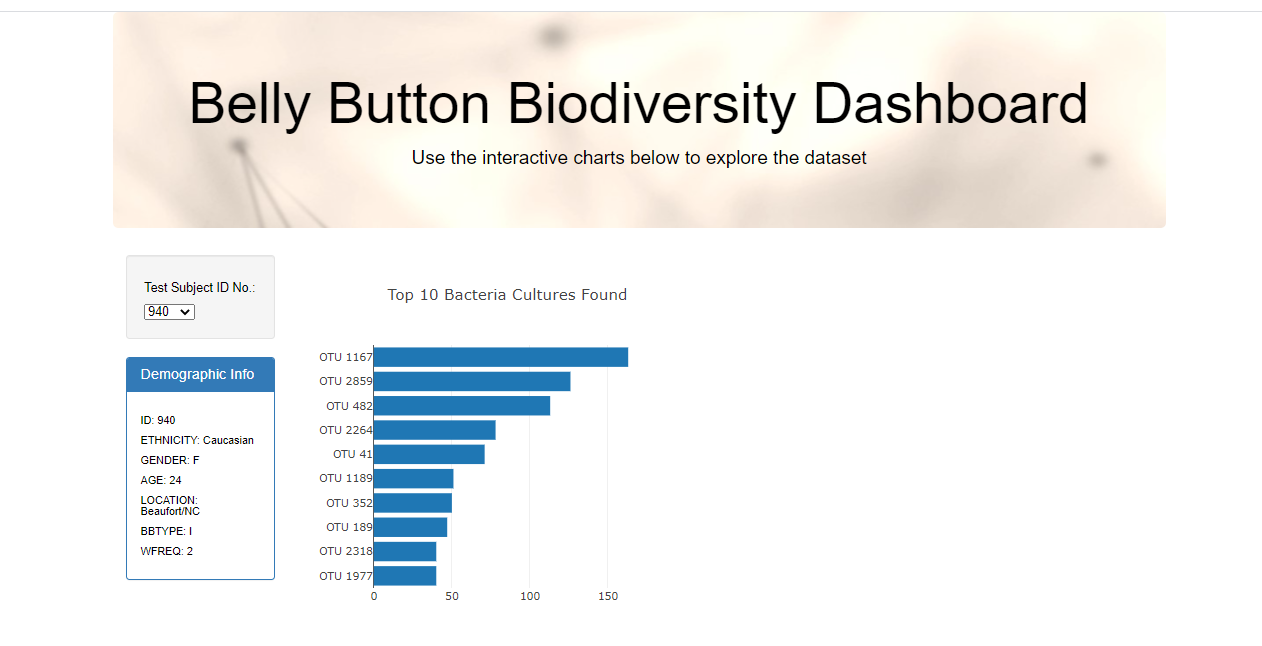 Belly Button Biodiversity Dashboard
Use the interactive charts below to explore the dataset
Test Subject ID No.:
940
Demographic Info
ID: 940
ETHNICITY: Caucasian
GENDER: F
AGE: 24
LOCATION:
Beaufort/NC
BBTYPE: I
WFREQ: 2
Top 10 Bacteria Cultures Found
OTU 1167
OTU 2859
OTU 482
OTU 2264
OTU 41
OTU 1189
OTU 352
OTU 189
OTU 2318
OTU 1977
0 50 100 150